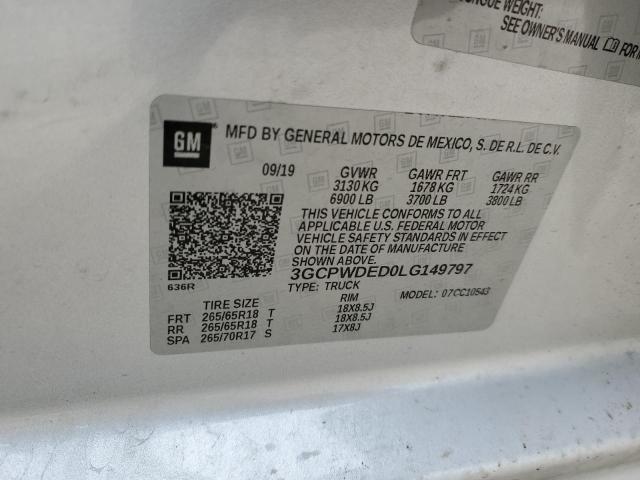 TONGUE WEIGHT:
SEE OWNER'S MANUAL FOR M
GM
MFD BY GENERAL MOTORS DE MEXICO, S. DE R.L. DE C.V.
09/19 GVWR GAWR FRT GAWR RR
3130 KG 1678 KG 1724 KG
6900 LB 3700 LB 3800 LB
THIS VEHICLE CONFORMS TO ALL
APPLICABLE U.S. FEDERAL MOTOR
VEHICLE SAFETY STANDARDS IN EFFECT
ON THE DATE OF MANUFACTURE
SHOWN ABOVE.
636R
3GCPWDED0LG149797
TYPE: TRUCK MODEL: 07CC10543
TIRE SIZE RIM
FRT 265/65R18 T 18X8.5J
RR 265/65R18 T 18X8.5J
SPA 265/70R17 S 17X8J